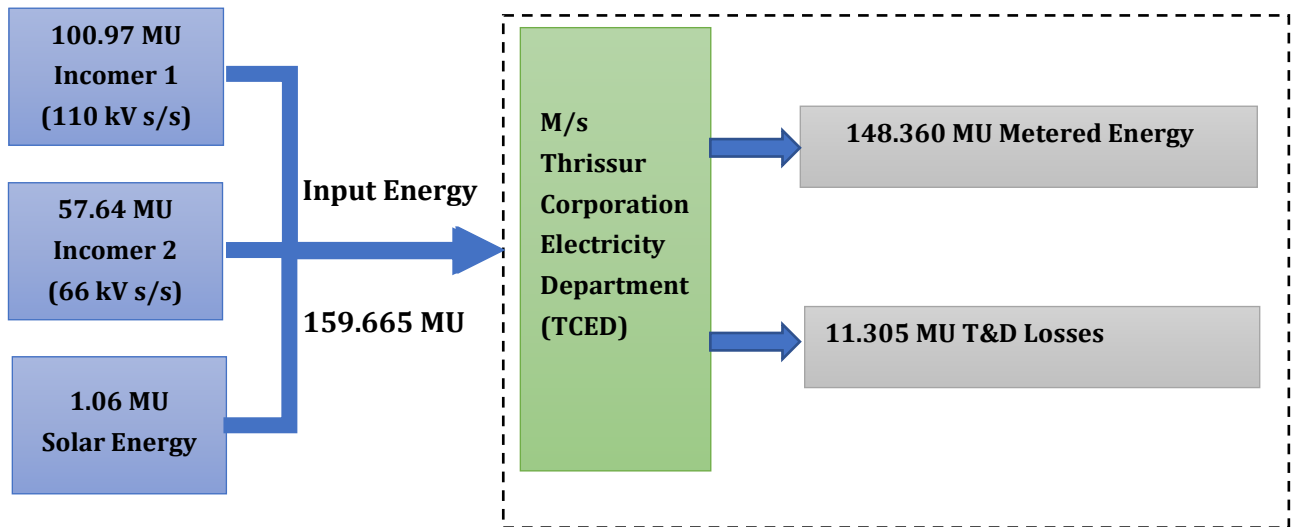 100.97 MU
Incomer 1
(110 kV s/s)
57.64 MU
Incomer 2
(66 kV s/s)
1.06 MU
Solar Energy
Input Energy
159.665 MU
M/s
Thrissur
Corporation
Electricity
Department
(TCED)
148.360 MU Metered Energy
11.305 MU T&D Losses